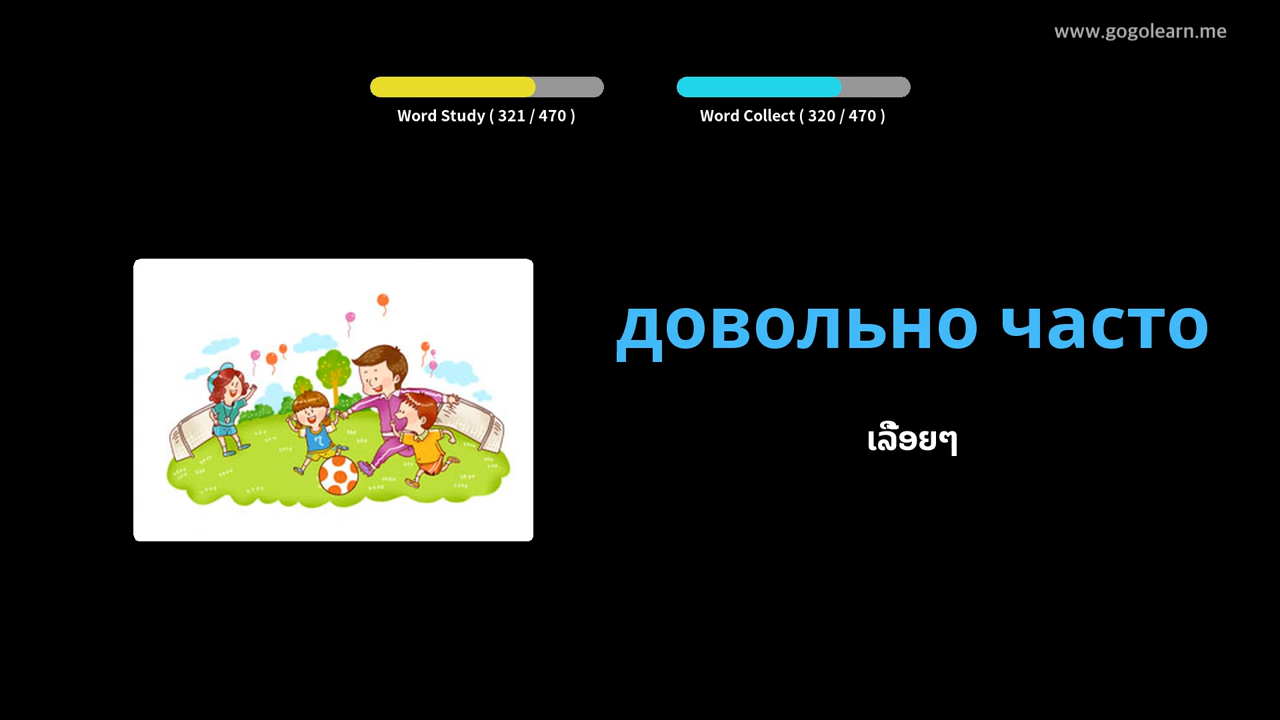 www.gogolearn.me
Word Study ( 321 / 470 )
Word Collect ( 320 / 470 )
довольно часто
ເລື້ອຍໆ